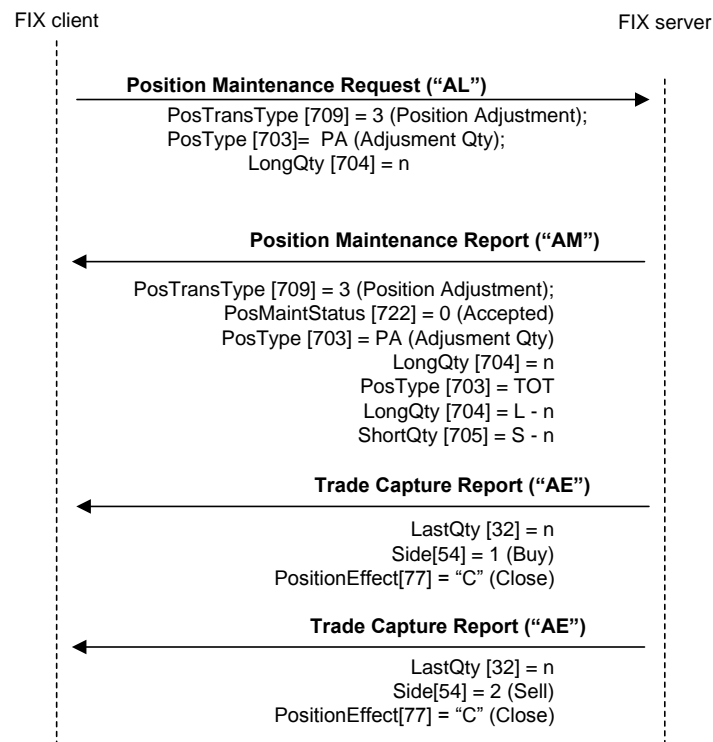 FIX client
FIX server
Position Maintenance Request (“AL”)
PosTransType [709] = 3 (Position Adjustment);
PosType [703]= PA (Adjusment Qty);
LongQty [704] = n
Position Maintenance Report (“AM”)
PosTransType [709] = 3 (Position Adjustment);
PosMaintStatus [722] = 0 (Accepted)
PosType [703] = PA (Adjusment Qty)
LongQty [704] = n
PosType [703] = TOT
LongQty [704] = L - n
ShortQty [705] = S - n
Trade Capture Report (“AE”)
LastQty [32] = n
Side[54] = 1 (Buy)
PositionEffect[77] = “C” (Close)
Trade Capture Report (“AE”)
LastQty [32] = n
Side[54] = 2 (Sell)
PositionEffect[77] = “C” (Close)